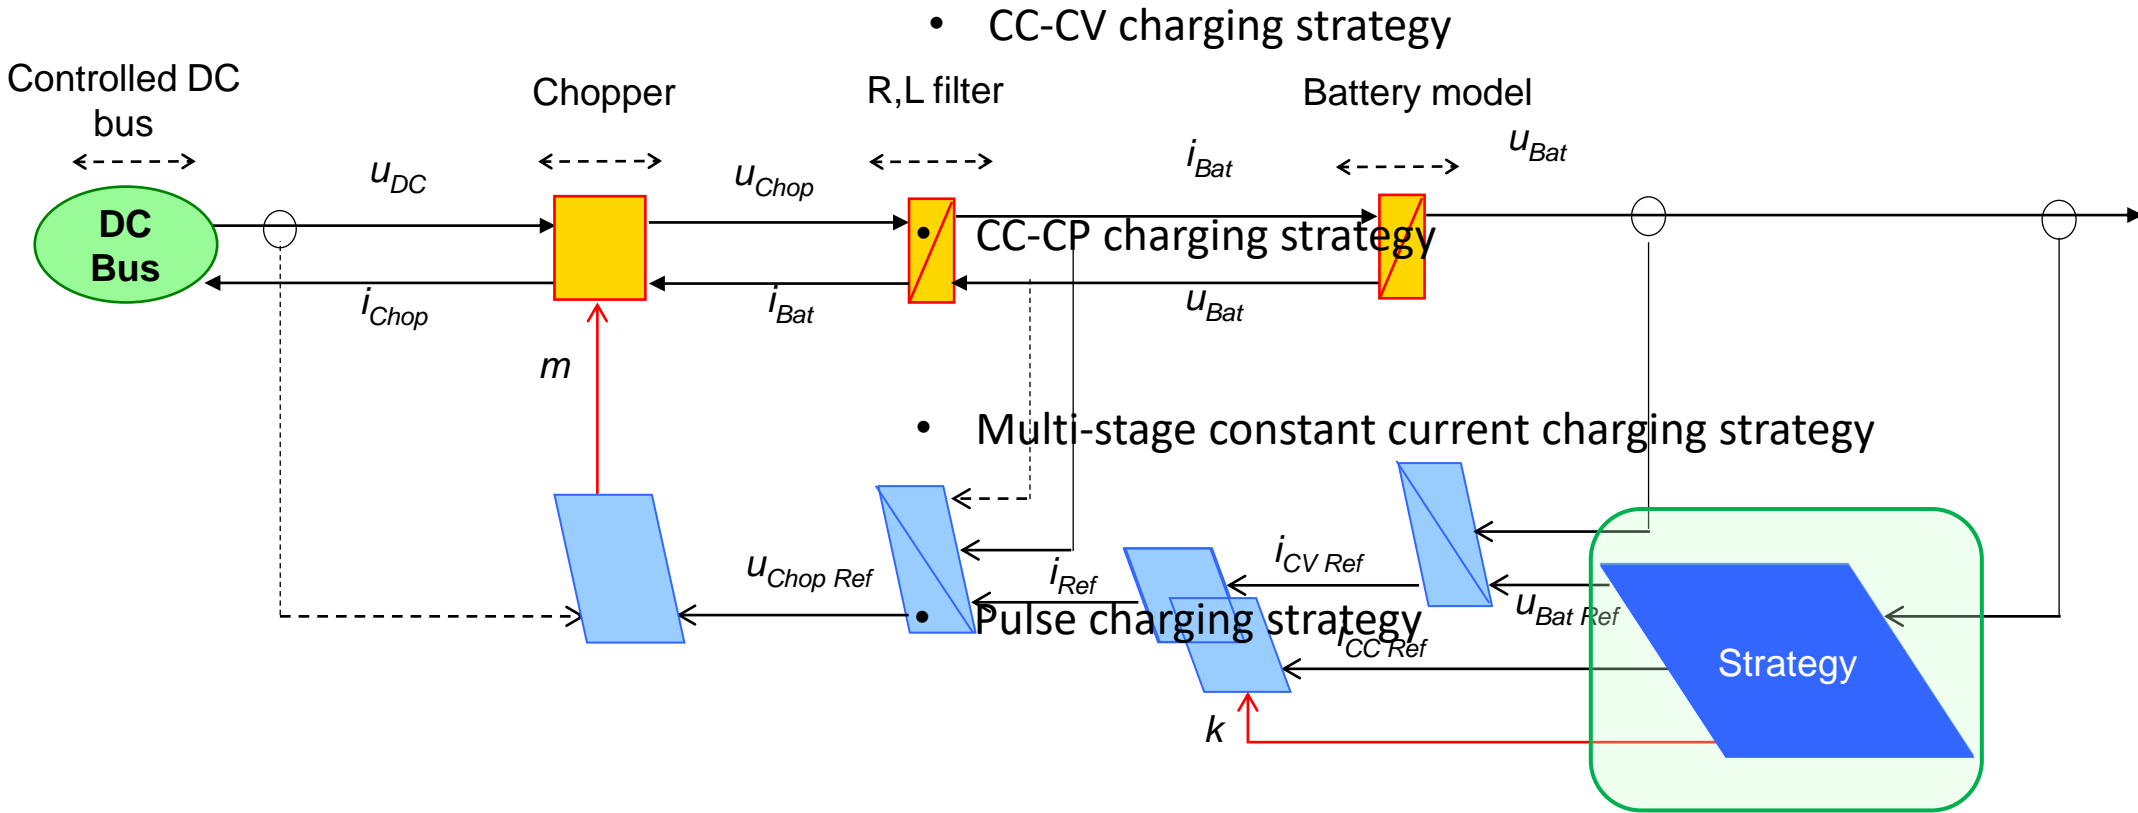 • CC-CV charging strategy
Controlled DC
bus
Chopper
R,L filter
Battery model
u_DC
u_Chop
i_Bat
u_Bat
DC
Bus
• CC-CP charging strategy
i_Chop
i_Bat
u_Bat
m
• Multi-stage constant current charging strategy
u_Chop Ref
i_Ref
i_CV Ref
u_Bat Ref
• Pulse charging strategy
i_CC Ref
Strategy
k